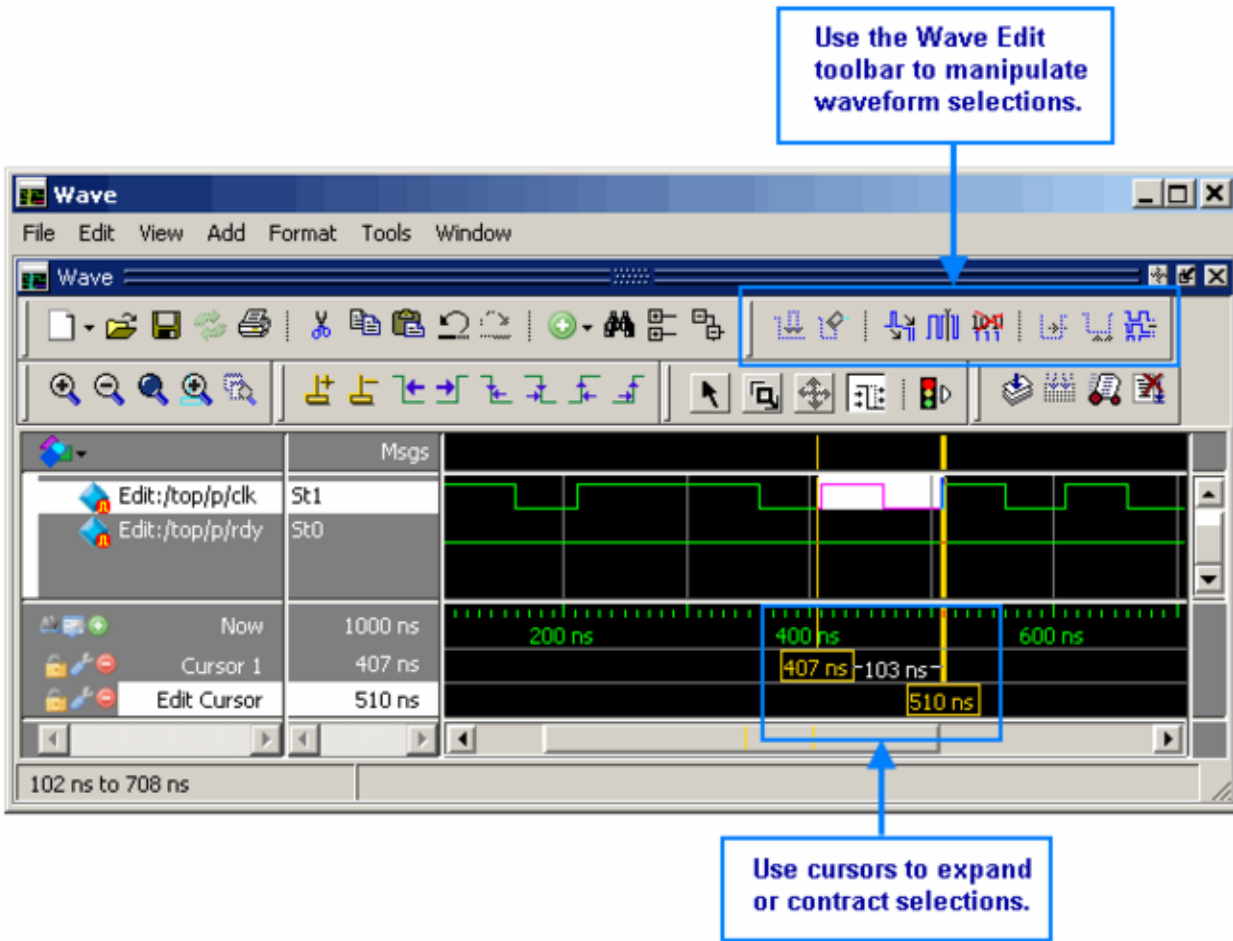 Use the Wave Edit
toolbar to manipulate
waveform selections.
Wave
File Edit View Add Format Tools Window
Wave
Msgs
Edit:/top/p/clk St1
Edit:/top/p/rdy St0
Now 1000 ns 200 ns 400 ns 600 ns
Cursor 1 407 ns 407 ns 103 ns
Edit Cursor 510 ns 510 ns
102 ns to 708 ns
Use cursors to expand
or contract selections.